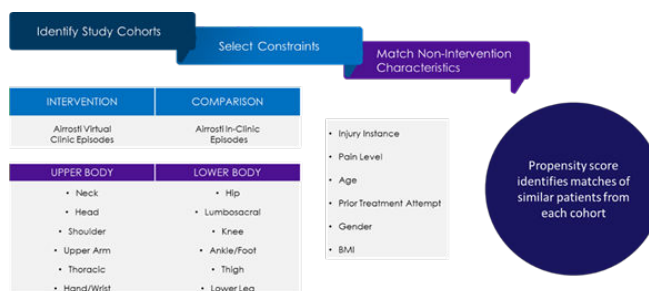 Identify Study Cohorts
Select Constraints
Match Non-Intervention
Characteristics
INTERVENTION
COMPARISON
Airrosti Virtual
Clinic Episodes
Airrosti In-Clinic
Episodes
UPPER BODY
LOWER BODY
• Neck
• Hip
• Head
• Lumbosacral
• Shoulder
• Knee
• Upper Arm
• Ankle/Foot
• Thoracic
• Thigh
• Hand/Wrist
• Lower Leg
• Injury Instance
• Pain Level
• Age
• Prior Treatment Attempt
• Gender
• BMI
Propensity score
identifies matches of
similar patients from
each cohort